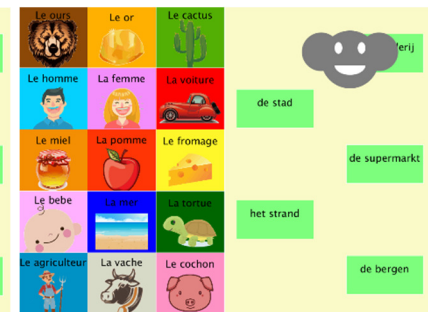 Le ours
Le or
Le cactus
Le homme
La femme
La voiture
de stad
Le miel
La pomme
Le fromage
de supermarkt
Le bebe
La mer
La tortue
het strand
Le agriculteur
La vache
Le cochon
de bergen